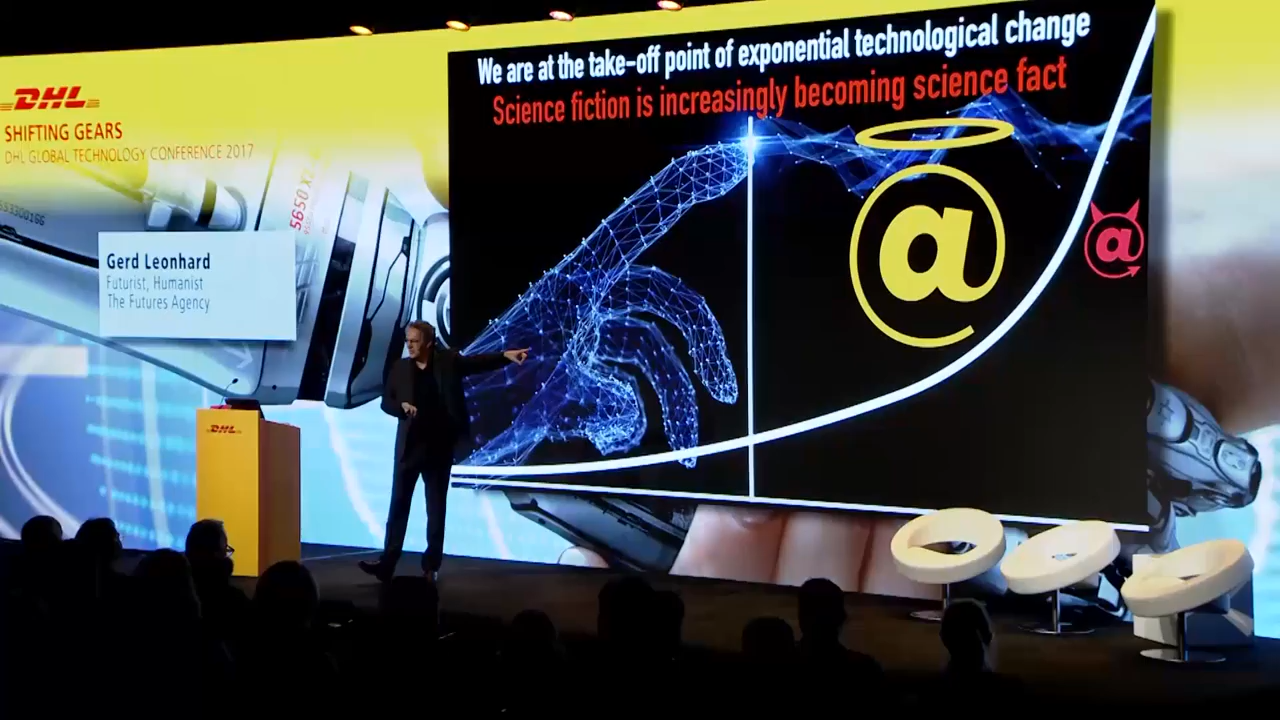 DHL
SHIFTING GEARS
DHL GLOBAL TECHNOLOGY CONFERENCE 2017
Gerd Leonhard
Futurist, Humanist
The Futures Agency
We are at the take-off point of exponential technological change
Science fiction is increasingly becoming science fact
@
@
DHL